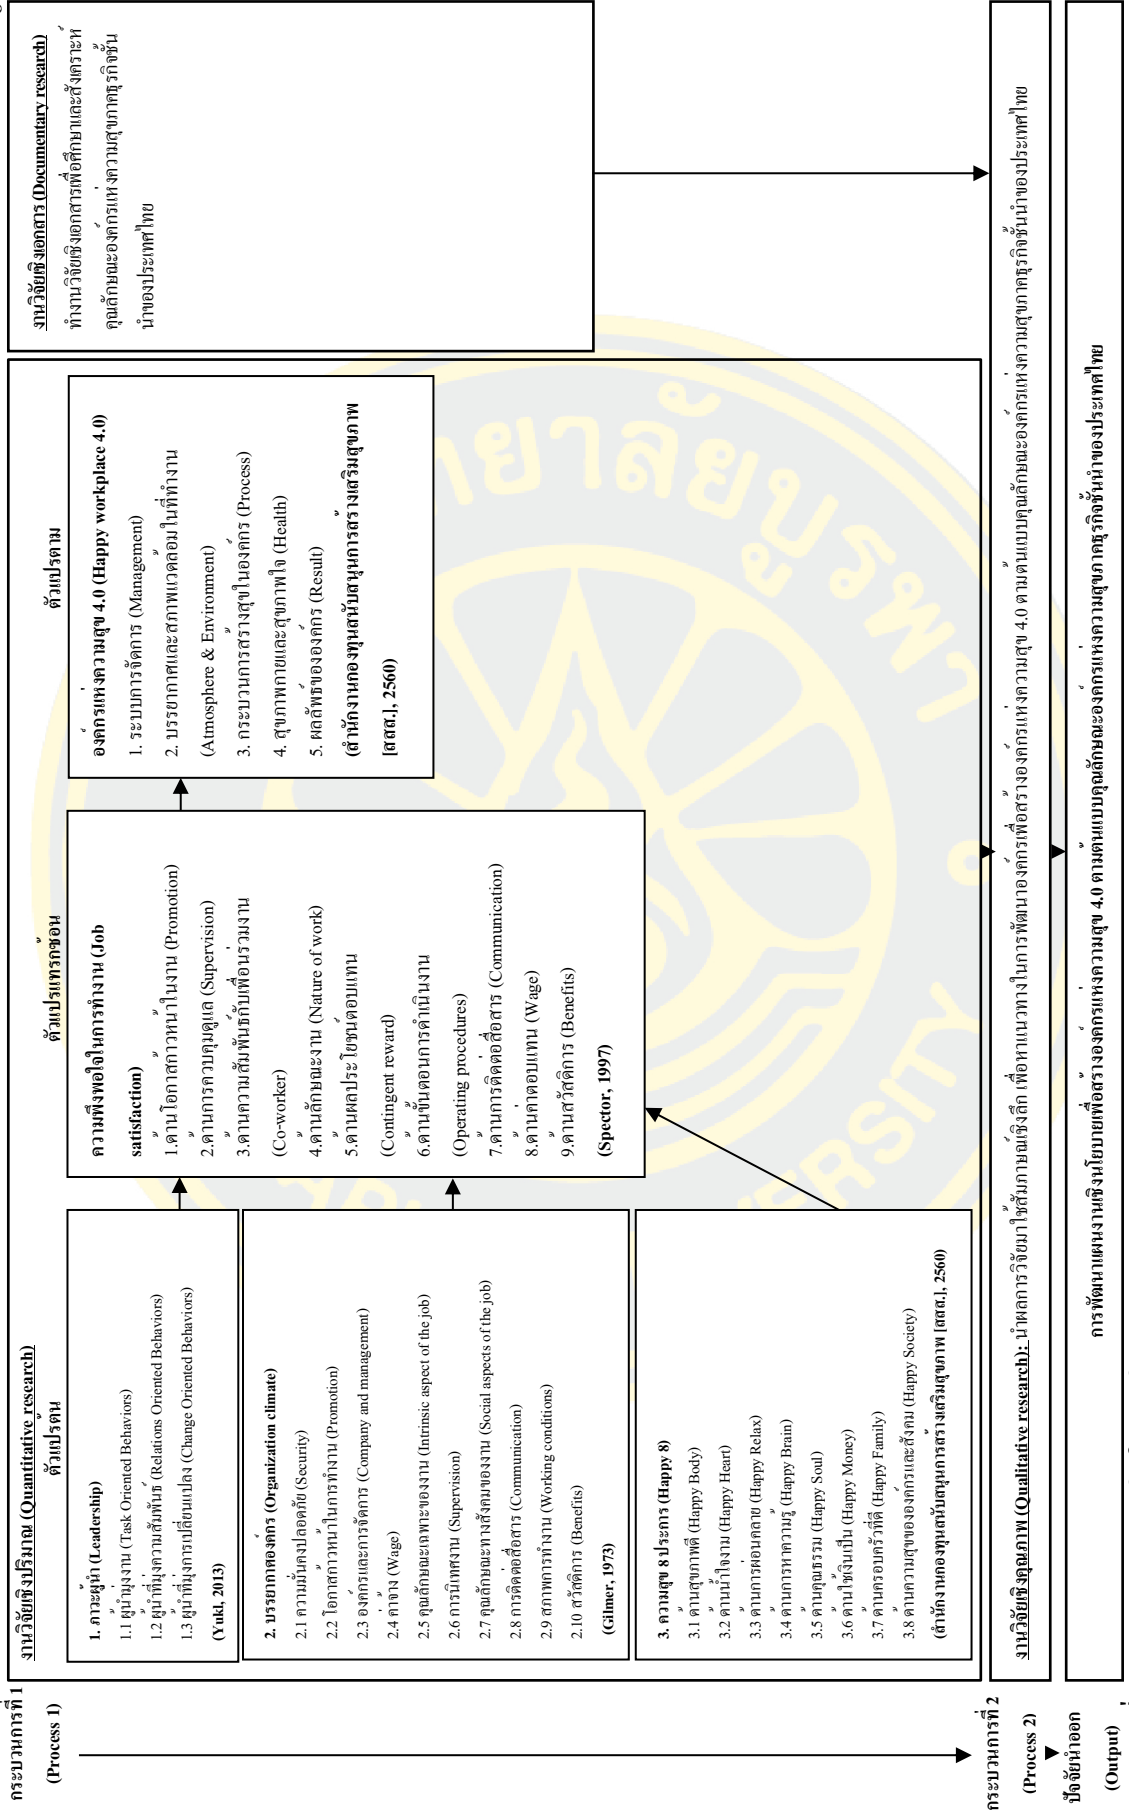 กระบวนการที่ 1
(Process 1)
งานวิจัยเชิงปริมาณ (Quantitative research)
ตัวแปรต้น
1. ภาวะผู้นำ (Leadership)
1.1 ผู้นำมุ่งงาน (Task Oriented Behaviors)
1.2 ผู้นำที่มุ่งความสัมพันธ์ (Relations Oriented Behaviors)
1.3 ผู้นำที่มุ่งการเปลี่ยนแปลง (Change Oriented Behaviors)
(Yukl, 2013)
2. บรรยากาศองค์กร (Organization climate)
2.1 ความมั่นคงปลอดภัย (Security)
2.2 โอกาสก้าวหน้าในการทำงาน (Promotion)
2.3 องค์กรและการจัดการ (Company and management)
2.4 ค่าจ้าง (Wage)
2.5 คุณลักษณะเฉพาะของงาน (Intrinsic aspect of the job)
2.6 การนิเทศงาน (Supervision)
2.7 คุณลักษณะทางสังคมของงาน (Social aspects of the job)
2.8 การติดต่อสื่อสาร (Communication)
2.9 สภาพการทำงาน (Working conditions)
2.10 สวัสดิการ (Benefits)
(Gilmer, 1973)
3. ความสุข 8 ประการ (Happy 8)
3.1 ด้านสุขภาพดี (Happy Body)
3.2 ด้านน้ำใจงาม (Happy Heart)
3.3 ด้านการผ่อนคลาย (Happy Relax)
3.4 ด้านการหาความรู้ (Happy Brain)
3.5 ด้านคุณธรรม (Happy Soul)
3.6 ด้านใช้เงินเป็น (Happy Money)
3.7 ด้านครอบครัวที่ดี (Happy Family)
3.8 ด้านความสุขขององค์กรและสังคม (Happy Society)
(สำนักงานกองทุนสนับสนุนการสร้างเสริมสุขภาพ [สสส.], 2560)
ตัวแปรแทรกซ้อน
ความพึงพอใจในการทำงาน (Job
satisfaction)
1.ด้านโอกาสก้าวหน้าในงาน (Promotion)
2.ด้านการควบคุมดูแล (Supervision)
3.ด้านความสัมพันธ์กับเพื่อนร่วมงาน
(Co-worker)
4.ด้านลักษณะงาน (Nature of work)
5.ด้านผลประโยชน์ตอบแทน
(Contingent reward)
6.ด้านขั้นตอนการดำเนินงาน
(Operating procedures)
7.ด้านการติดต่อสื่อสาร (Communication)
8.ด้านค่าตอบแทน (Wage)
9.ด้านสวัสดิการ (Benefits)
(Spector, 1997)
ตัวแปรตาม
องค์กรแห่งความสุข 4.0 (Happy workplace 4.0)
1. ระบบการจัดการ (Management)
2. บรรยากาศและสภาพแวดล้อมในที่ทำงาน
(Atmosphere & Environment)
3. กระบวนการสร้างสุขในองค์กร (Process)
4. สุขภาพกายและสุขภาพใจ (Health)
5. ผลลัพธ์ขององค์กร (Result)
(สำนักงานกองทุนสนับสนุนการสร้างเสริมสุขภาพ
[สสส.], 2560)
งานวิจัยเชิงเอกสาร (Documentary research)
ทำงานวิจัยเชิงเอกสารเพื่อศึกษาและสังเคราะห์
คุณลักษณะองค์กรแห่งความสุขภาคธุรกิจชั้น
นำของประเทศไทย
กระบวนการที่ 2
(Process 2)
งานวิจัยเชิงคุณภาพ (Qualitative research): นำผลการวิจัยมาใช้สัมภาษณ์เชิงลึก เพื่อหาแนวทางในการพัฒนาองค์กรเพื่อสร้างองค์กรแห่งความสุข 4.0 ตามต้นแบบคุณลักษณะองค์กรแห่งความสุขภาคธุรกิจชั้นนำของประเทศไทย
ปัจจัยนำออก
(Output)
การพัฒนาแผนงานเชิงนโยบายเพื่อสร้างองค์กรแห่งความสุข 4.0 ตามต้นแบบคุณลักษณะองค์กรแห่งความสุขภาคธุรกิจชั้นนำของประเทศไทย